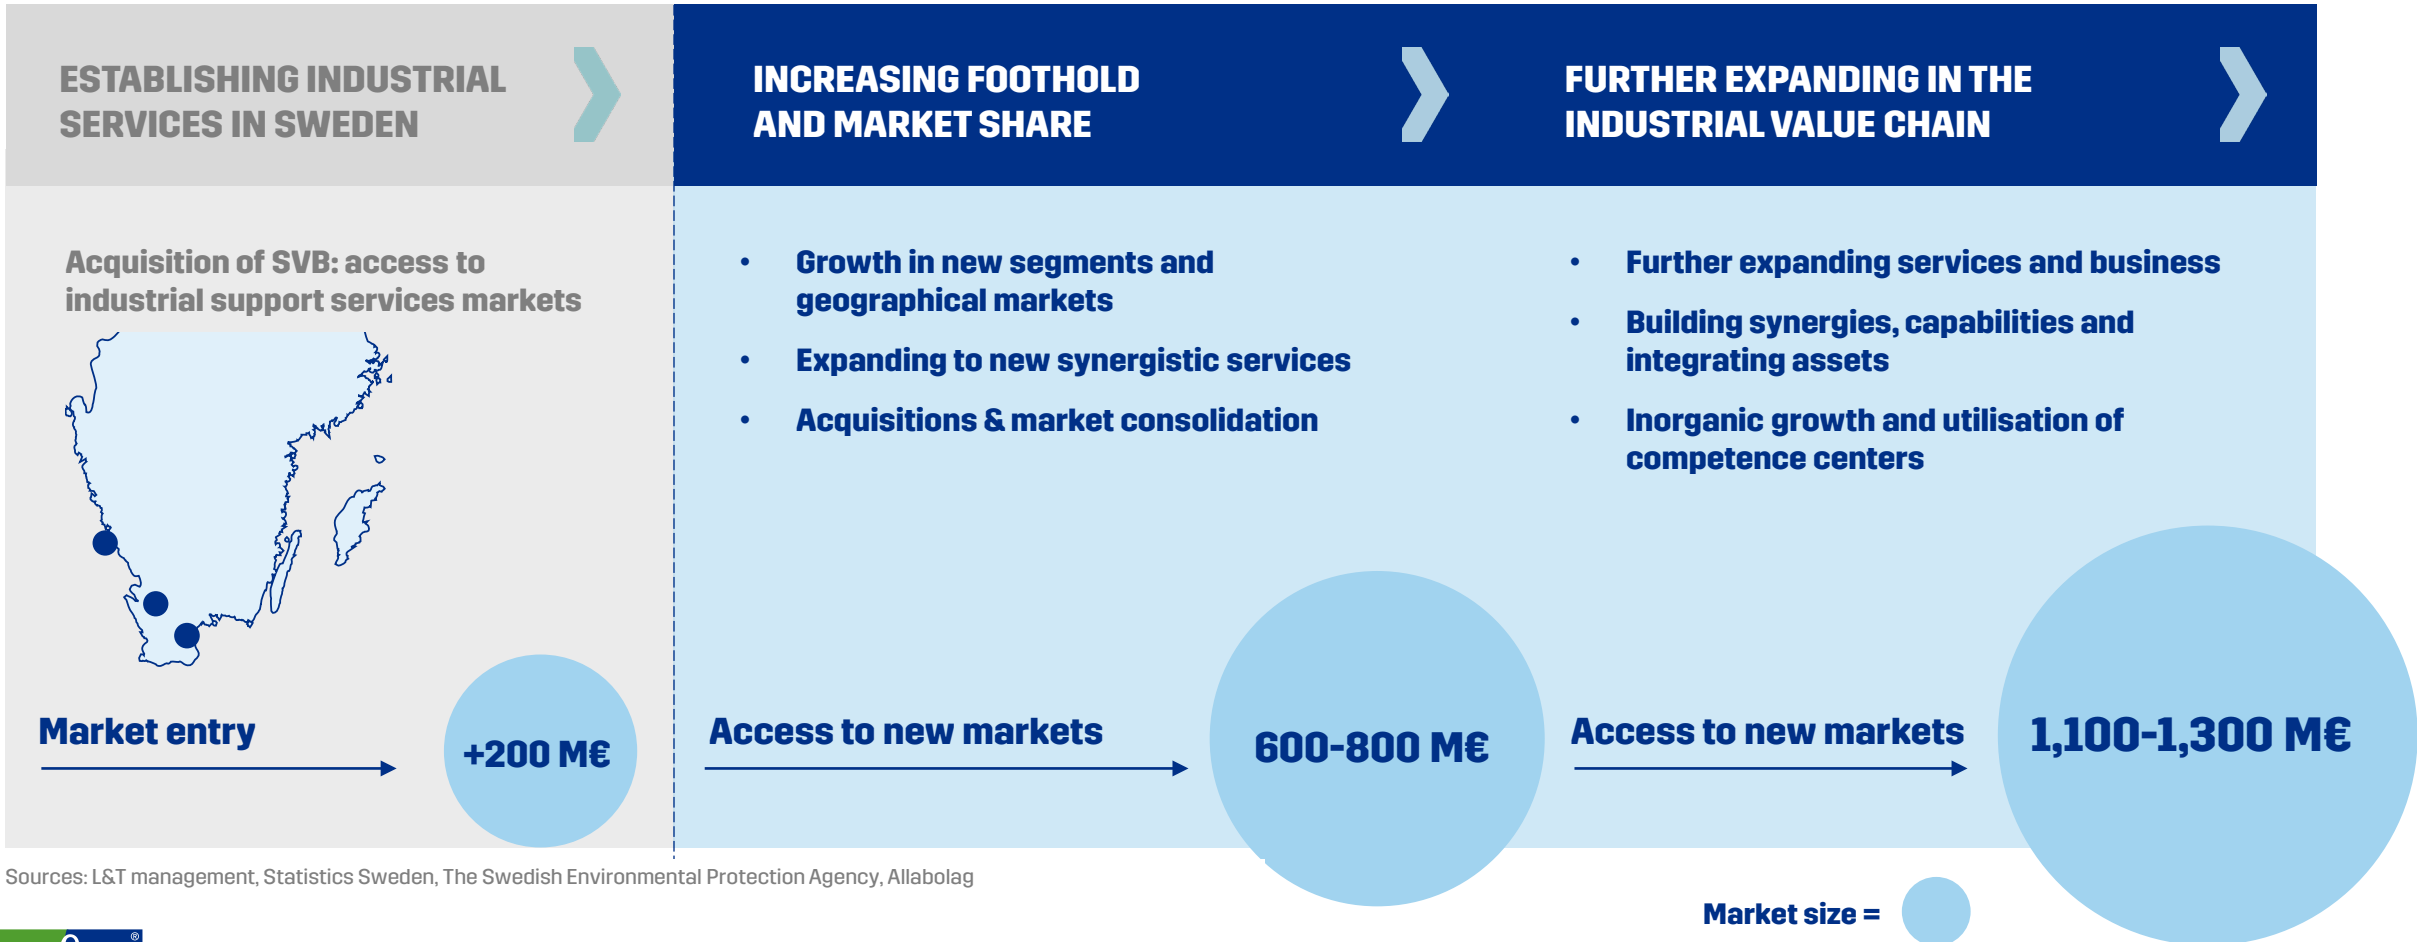 ESTABLISHING INDUSTRIAL
SERVICES IN SWEDEN
Acquisition of SVB: access to
industrial support services markets
Market entry
+200 M€
INCREASING FOOTHOLD
AND MARKET SHARE
• Growth in new segments and
geographical markets
• Expanding to new synergistic services
• Acquisitions & market consolidation
Access to new markets
600-800 M€
FURTHER EXPANDING IN THE
INDUSTRIAL VALUE CHAIN
• Further expanding services and business
• Building synergies, capabilities and
integrating assets
• Inorganic growth and utilisation of
competence centers
Access to new markets
1,100-1,300 M€
Sources: L&T management, Statistics Sweden, The Swedish Environmental Protection Agency, Allabolag
Market size =
®